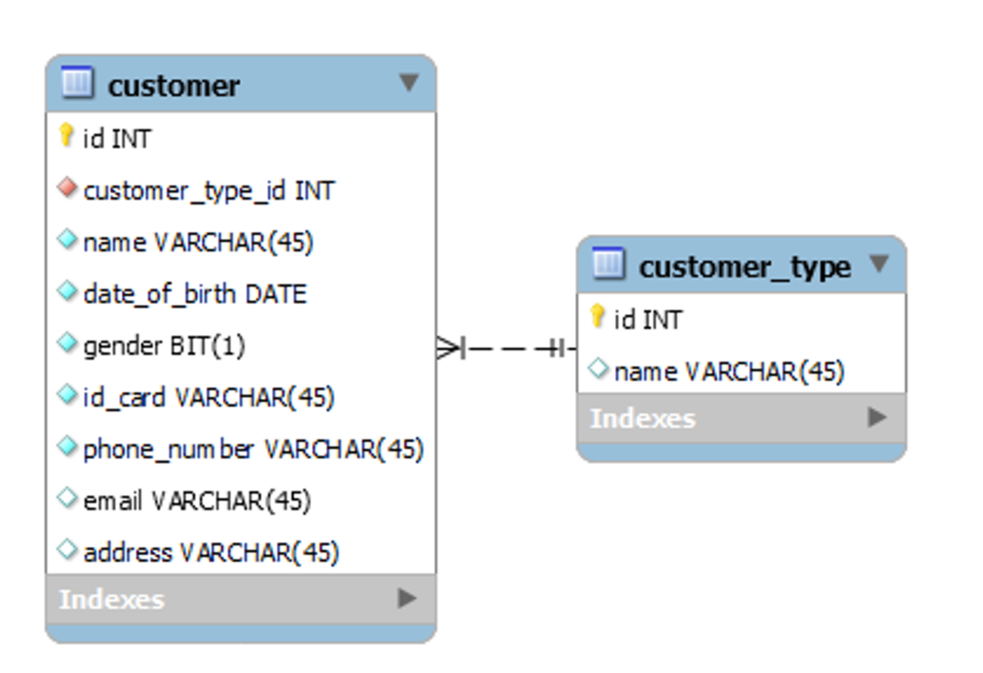 customer
id INT
customer_type_id INT
name VARCHAR(45)
date_of_birth DATE
gender BIT(1)
id_card VARCHAR(45)
phone_number VARCHAR(45)
email VARCHAR(45)
address VARCHAR(45)
Indexes
customer_type
id INT
name VARCHAR(45)
Indexes